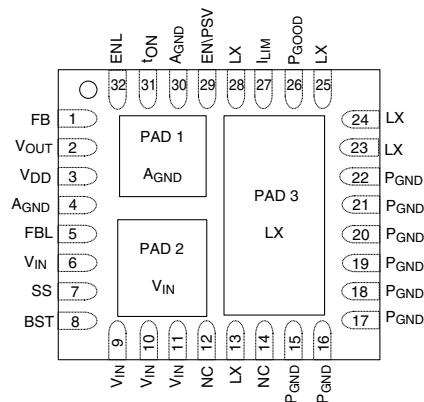 ENL tON AGND EN\PSV LX ILIM PGOOD LX
32 31 30 29 28 27 26 25
FB 1
VOUT 2
VDD 3
AGND 4
FBL 5
VIN 6
SS 7
BST 8
PAD 1
AGND
PAD 2
VIN
PAD 3
LX
24 LX
23 LX
22 PGND
21 PGND
20 PGND
19 PGND
18 PGND
17 PGND
9 10 11 12 13 14 15 16
VIN VIN VIN NC LX NC PGND PGND